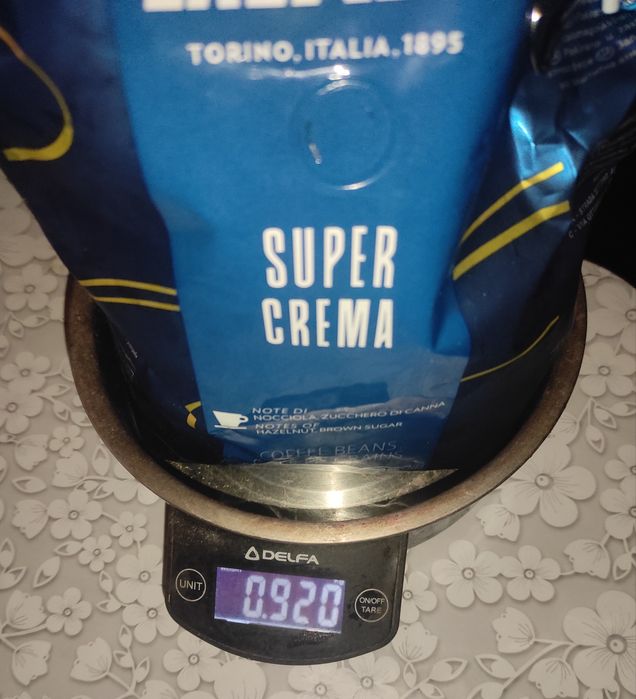 TORINO, ITALIA, 1895
SUPER
CREMA
NOTE DI
NOCCIOLA, ZUCCHERO DI CANNA
NOTES OF
HAZELNUT, BROWN SUGAR
COFFEE BEANS
DELFA
UNIT
0.920
ON/OFF
TARE